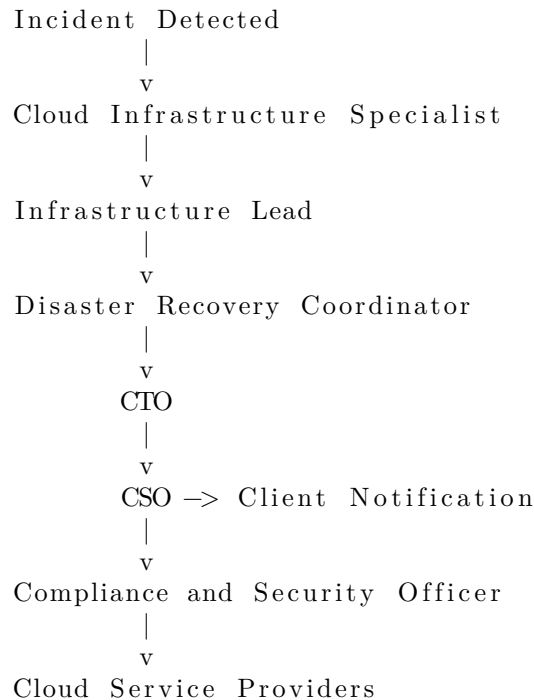 Incident Detected
|
v
Cloud Infrastructure Specialist
|
v
Infrastructure Lead
|
v
Disaster Recovery Coordinator
|
v
CTO
|
v
CSO —> Client Notification
|
v
Compliance and Security Officer
|
v
Cloud Service Providers